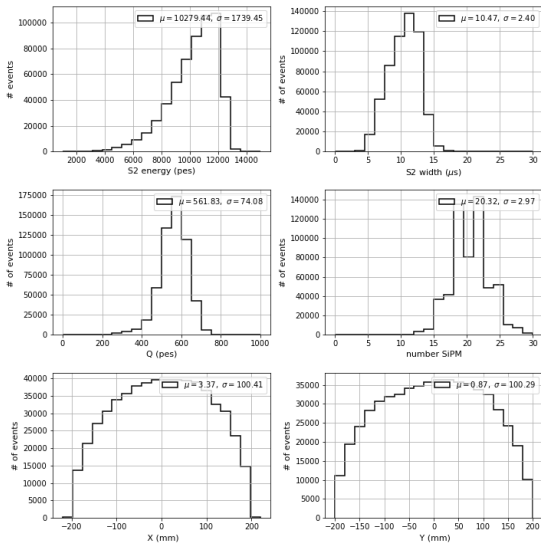 100000
80000
60000
40000
20000
0
# events
μ = 10279.44, σ = 1739.45
2000 4000 6000 8000 10000 12000 14000
S2 energy (pes)
140000
120000
100000
80000
60000
40000
20000
0
# of events
μ = 10.47, σ = 2.40
0 5 10 15 20 25 30
S2 width (μs)
175000
150000
125000
100000
75000
50000
25000
0
# of events
μ = 561.83, σ = 74.08
0 200 400 600 800 1000
Q (pes)
140000
120000
100000
80000
60000
40000
20000
0
# of events
μ = 20.32, σ = 2.97
0 5 10 15 20 25 30
number SiPM
40000
35000
30000
25000
20000
15000
10000
5000
0
# of events
μ = 3.37, σ = 100.41
−200 −100 0 100 200
X (mm)
35000
30000
25000
20000
15000
10000
5000
0
# of events
μ = 0.87, σ = 100.29
−200 −150 −100 −50 0 50 100 150 200
Y (mm)